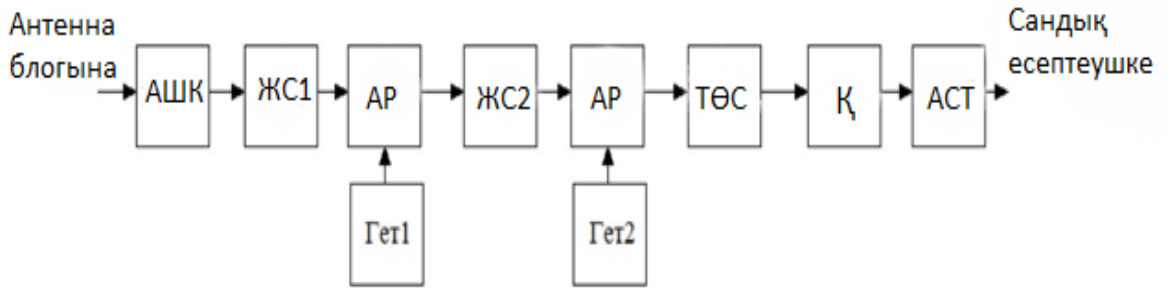 Антенна
блогына
Сандық
есептеушке
АШК
ЖС1
АР
ЖС2
АР
ТӨС
Қ
АСТ
Гет1
Гет2